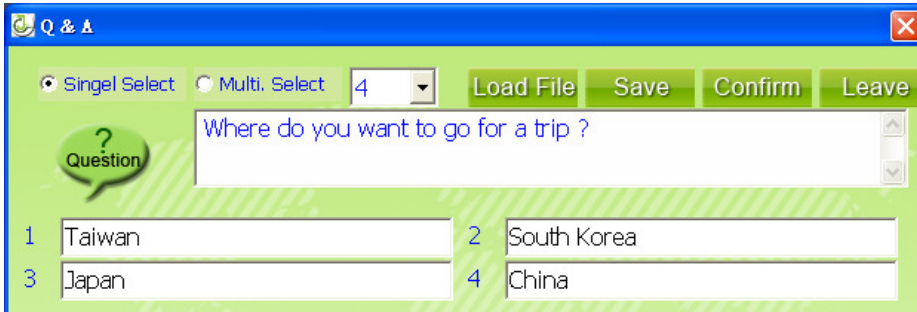 Q & A
Singel Select Multi. Select 4 Load File Save Confirm Leave
Where do you want to go for a trip ?
? Question
1 Taiwan 2 South Korea
3 Japan 4 China